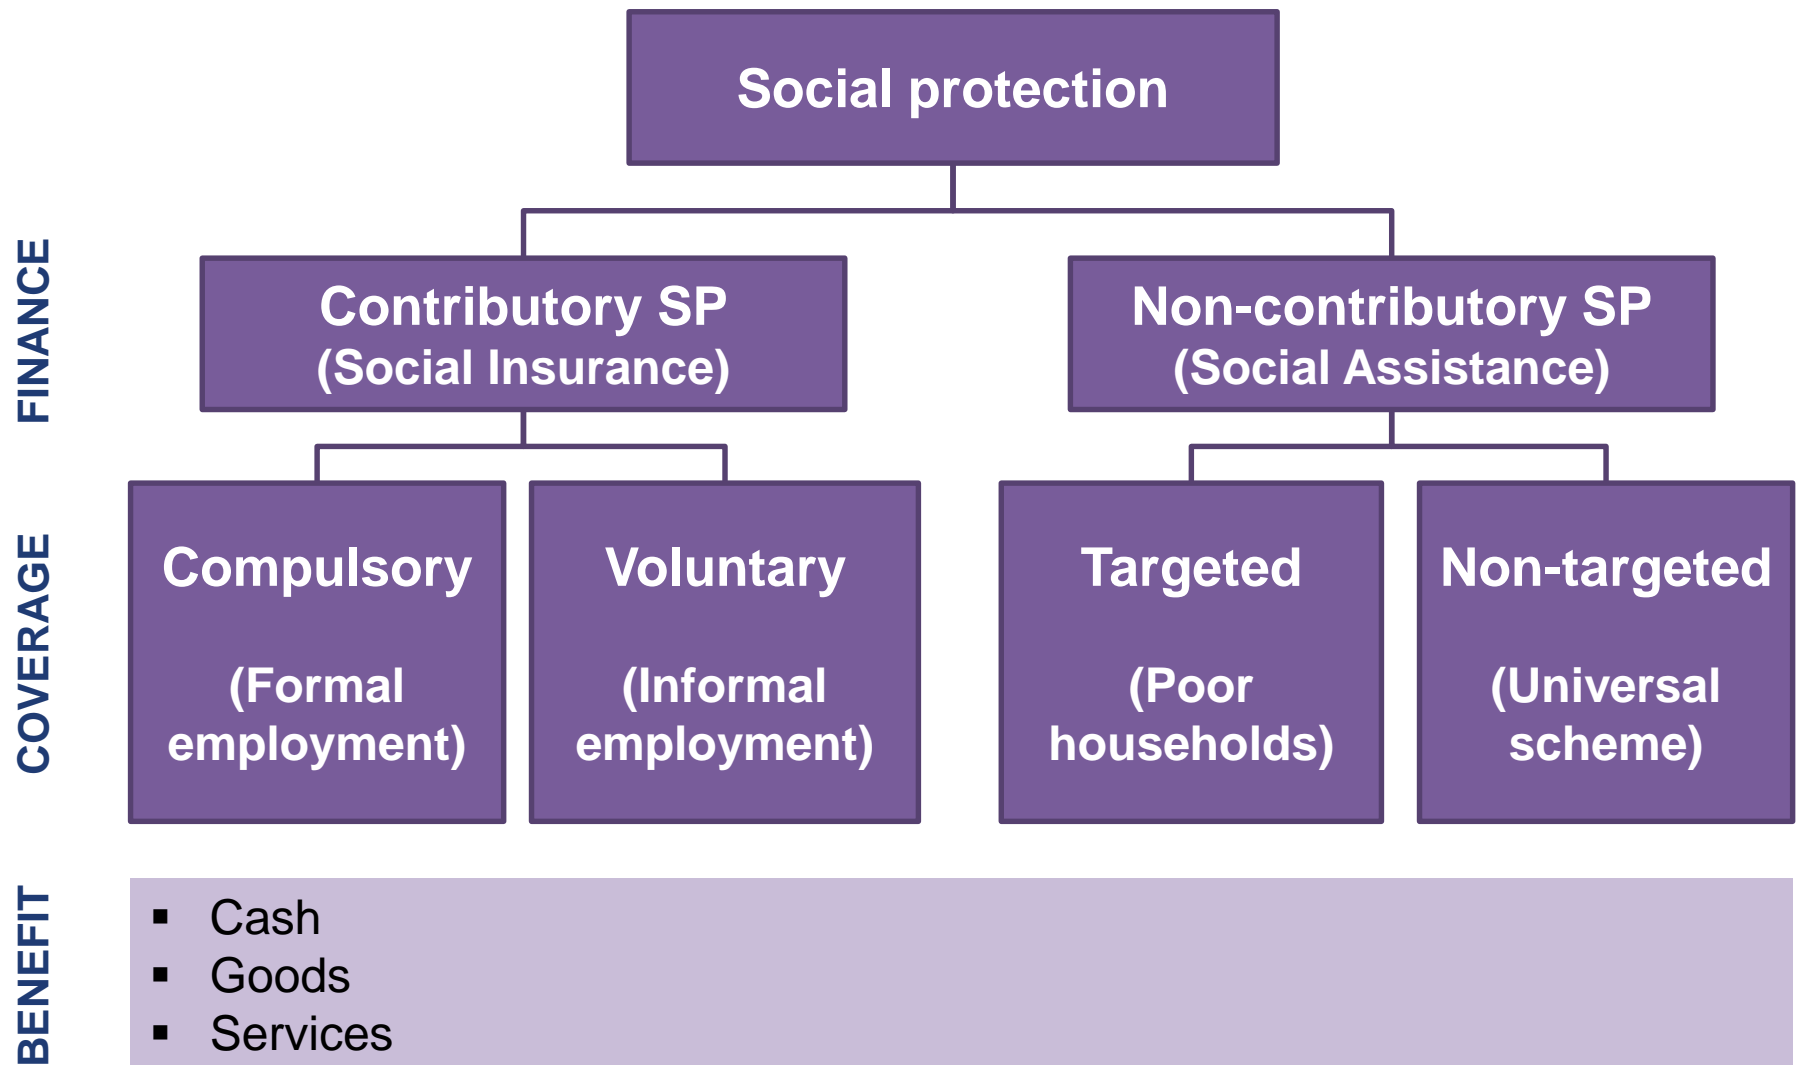 Social protection
FINANCE
Contributory SP
(Social Insurance)
Non-contributory SP
(Social Assistance)
COVERAGE
Compulsory
(Formal
employment)
Voluntary
(Informal
employment)
Targeted
(Poor
households)
Non-targeted
(Universal
scheme)
BENEFIT
▪ Cash
▪ Goods
▪ Services